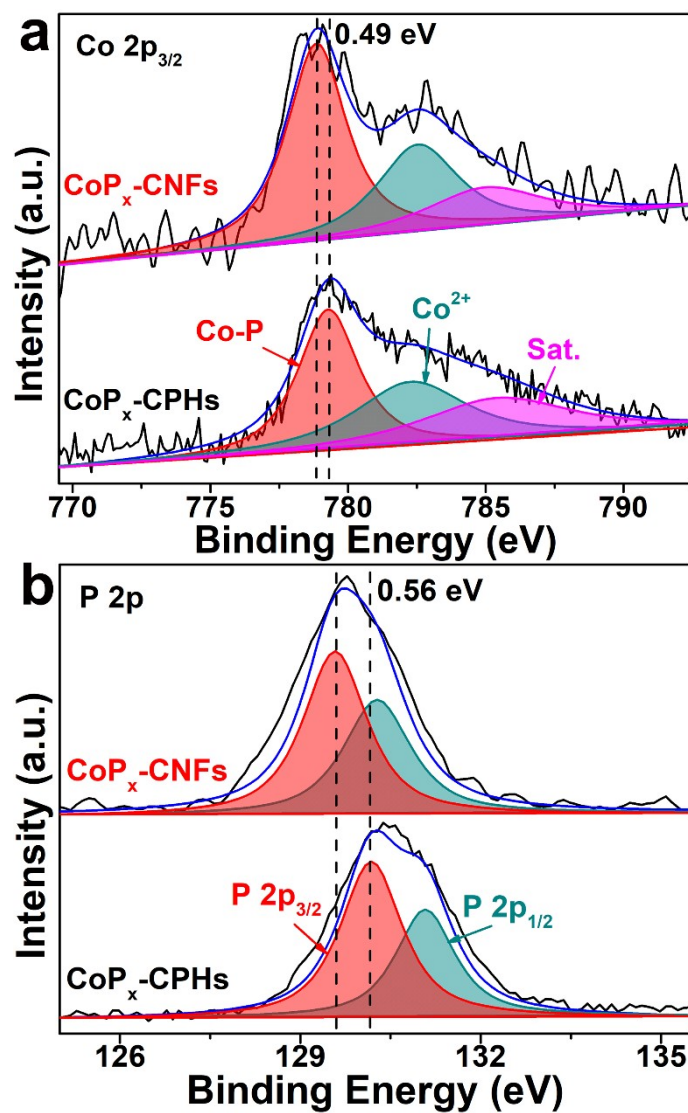 a
Co 2p3/2
0.49 eV
CoPx-CNFs
Co-P
Co2+
Sat.
CoPx-CPHs
Intensity (a.u.)
770 775 780 785 790
Binding Energy (eV)
b
P 2p
0.56 eV
CoPx-CNFs
P 2p3/2
P 2p1/2
CoPx-CPHs
Intensity (a.u.)
126 129 132 135
Binding Energy (eV)